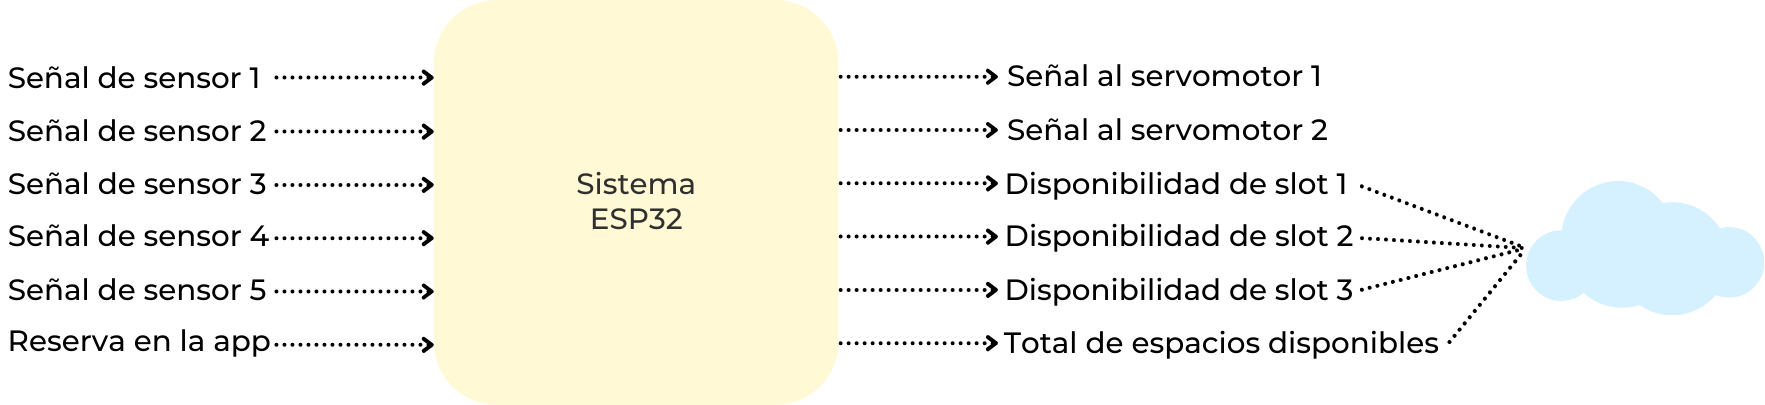 Señal de sensor 1
Señal de sensor 2
Señal de sensor 3
Señal de sensor 4
Señal de sensor 5
Reserva en la app
Sistema
ESP32
Señal al servomotor 1
Señal al servomotor 2
Disponibilidad de slot 1
Disponibilidad de slot 2
Disponibilidad de slot 3
Total de espacios disponibles